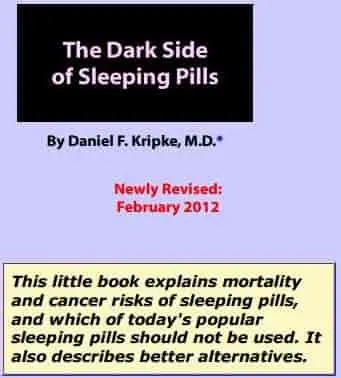 The Dark Side
of Sleeping Pills
By Daniel F. Kripke, M.D.*
Newly Revised:
February 2012
This little book explains mortality
and cancer risks of sleeping pills,
and which of today's popular
sleeping pills should not be used. It
also describes better alternatives.